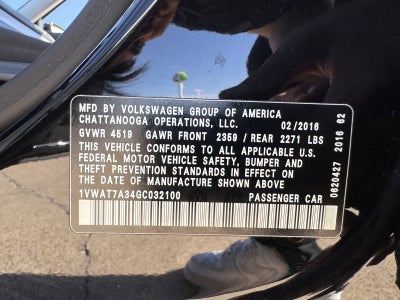 MFD BY VOLKSWAGEN GROUP OF AMERICA
CHATTANOOGA OPERATIONS, LLC. 02/2016
GVWR 4519 GAWR FRONT 2359 / REAR 2271 LBS
THIS VEHICLE CONFORMS TO ALL APPLICABLE U.S.
FEDERAL MOTOR VEHICLE SAFETY, BUMPER AND
THEFT PREVENTION STANDARDS IN EFFECT ON
THE DATE OF MANUFACTURE SHOWN ABOVE
1VWAT7A34GC032100 PASSENGER CAR
0820427 2016 62